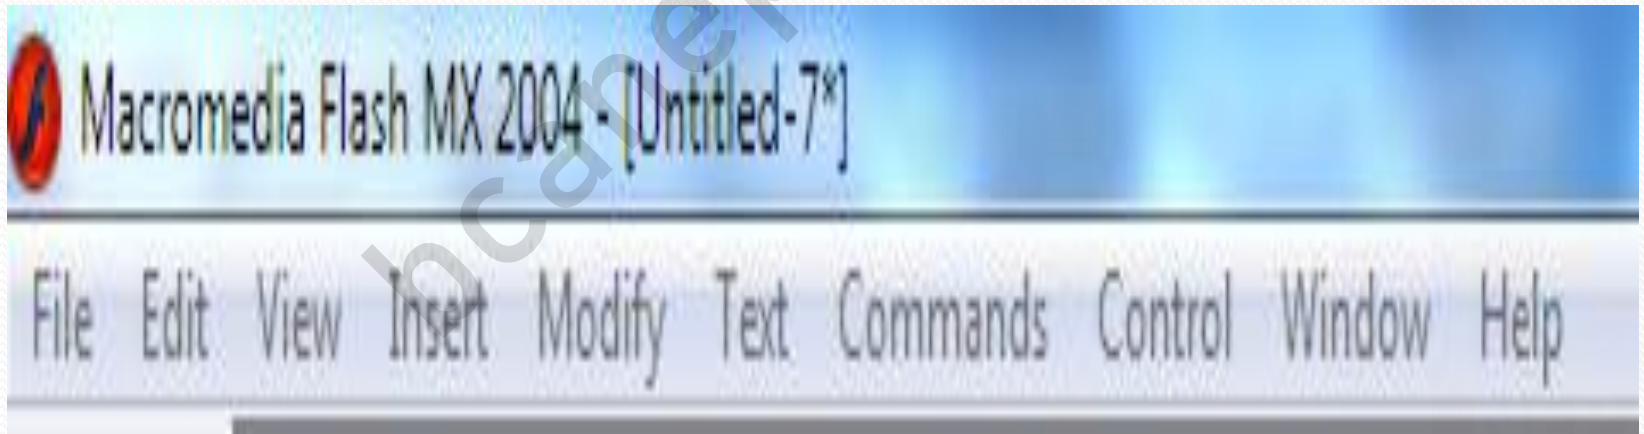 Macromedia Flash MX 2004 - [Untitled-7*]
File Edit View Insert Modify Text Commands Control Window Help